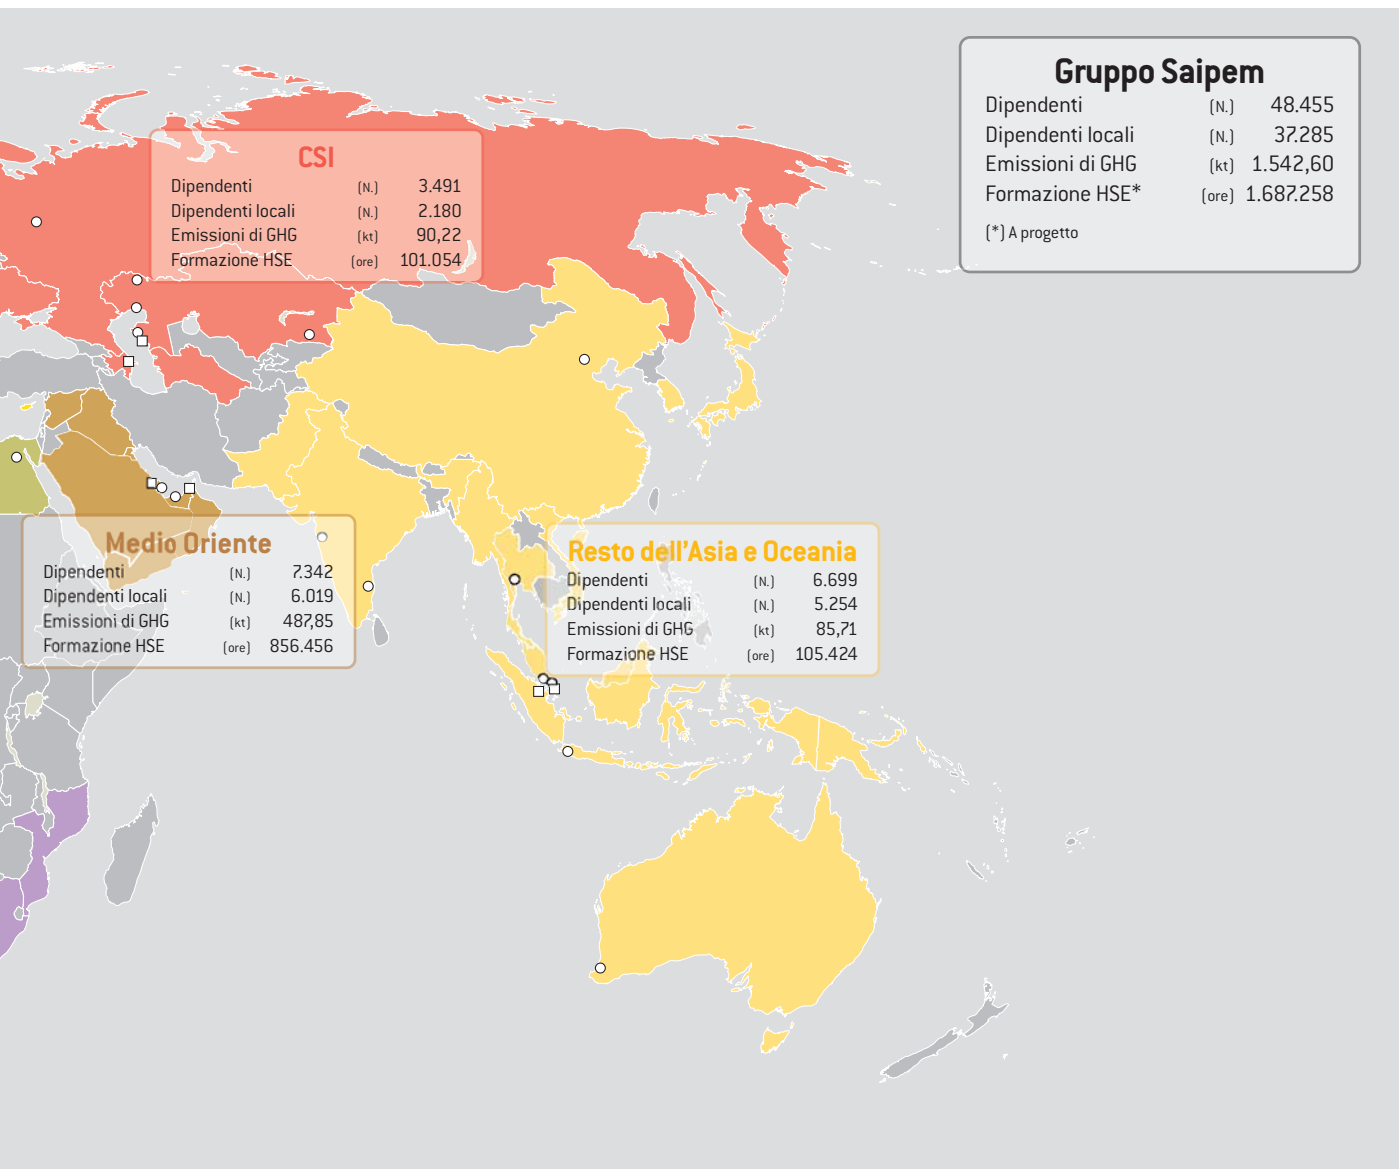 Gruppo Saipem
Dipendenti (N.) 48.455
Dipendenti locali (N.) 37.285
Emissioni di GHG (kt) 1.542,60
Formazione HSE* (ore) 1.687.258
(*) A progetto
CSI
Dipendenti (N.) 3.491
Dipendenti locali (N.) 2.180
Emissioni di GHG (kt) 90,22
Formazione HSE (ore) 101.054
Medio Oriente
Dipendenti (N.) 7.342
Dipendenti locali (N.) 6.019
Emissioni di GHG (kt) 487,85
Formazione HSE (ore) 856.456
Resto dell'Asia e Oceania
Dipendenti (N.) 6.699
Dipendenti locali (N.) 5.254
Emissioni di GHG (kt) 85,71
Formazione HSE (ore) 105.424